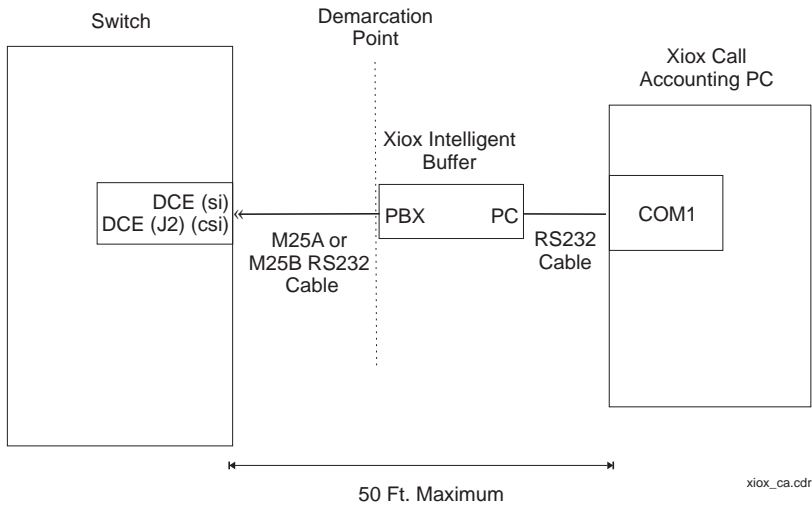 Switch
Demarcation
Point
Xiox Call
Accounting PC
Xiox Intelligent
Buffer
DCE (si)
DCE (J2) (csi)
PBX
PC
COM1
M25A or
M25B RS232
Cable
RS232
Cable
50 Ft. Maximum
xiox_ca.cdr